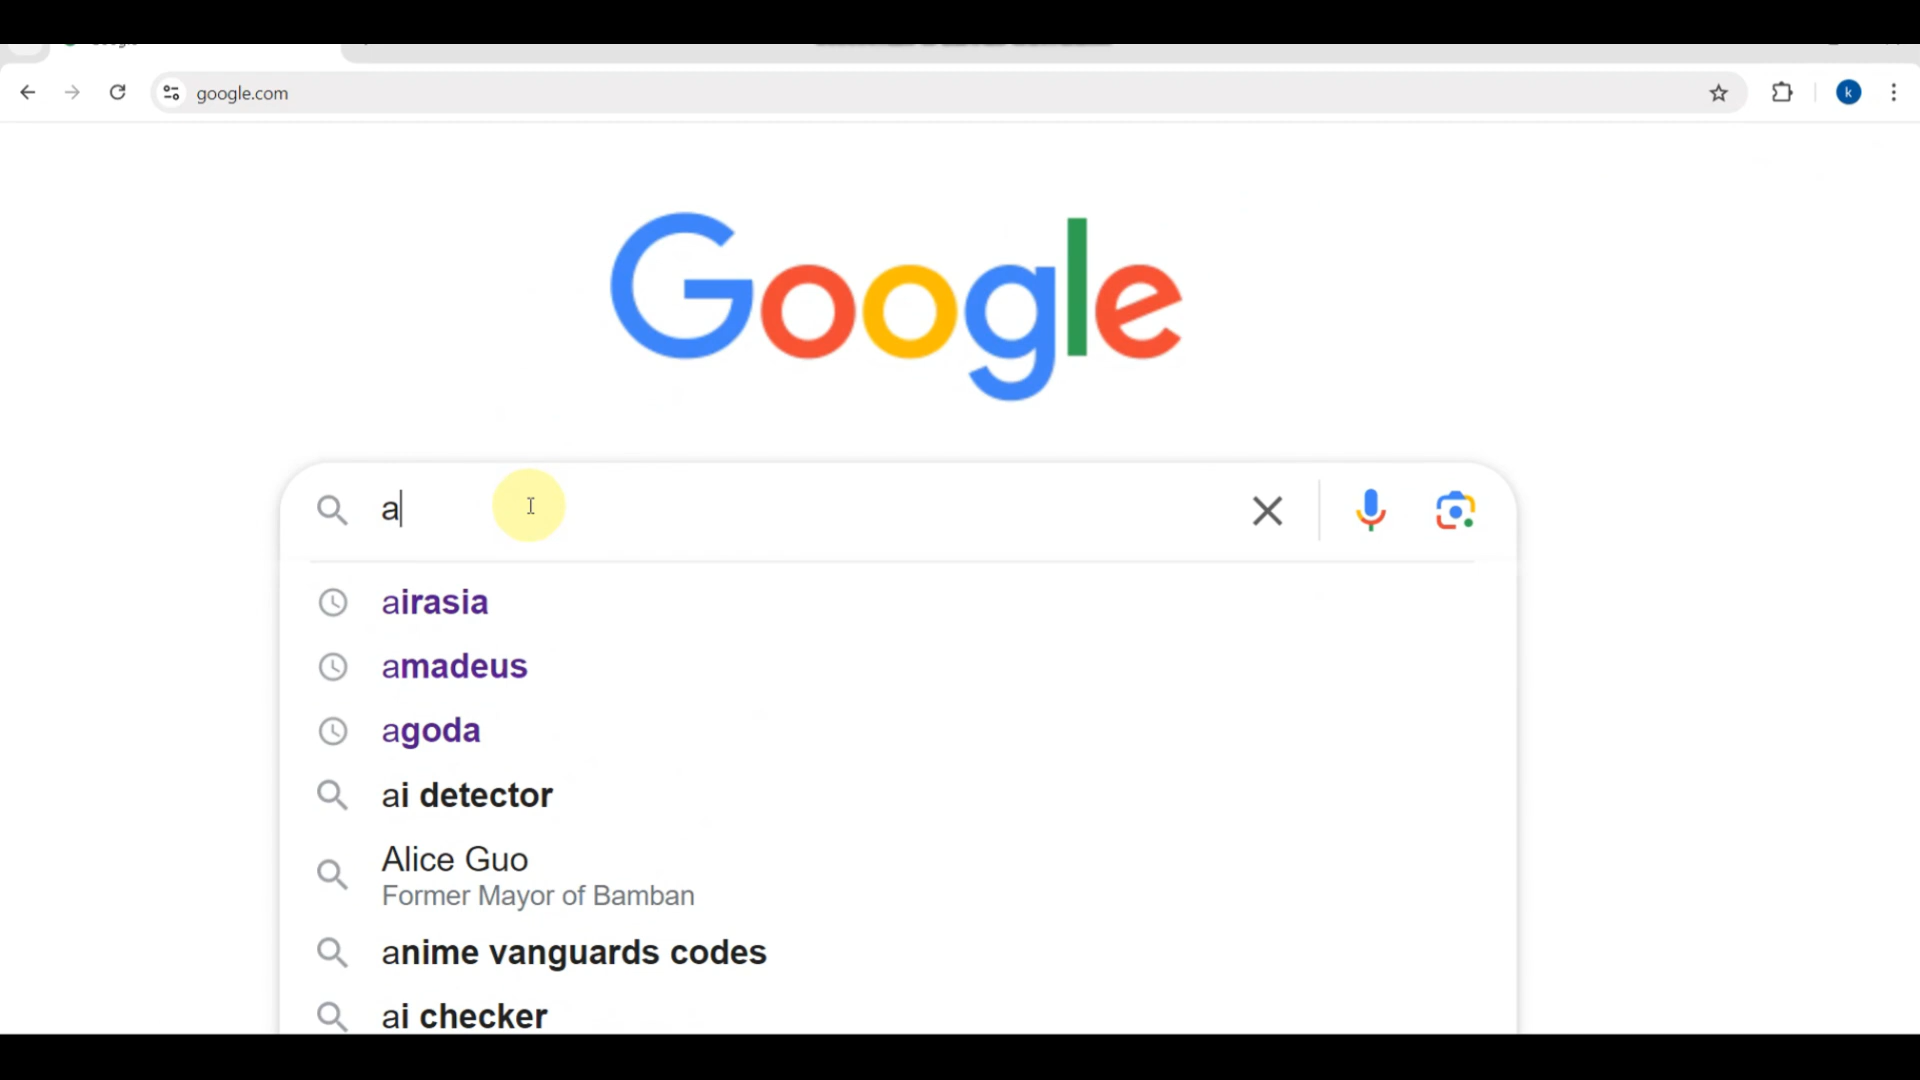 google.com
k
Google
a
airasia
amadeus
agoda
ai detector
Alice Guo
Former Mayor of Bamban
anime vanguards codes
ai checker